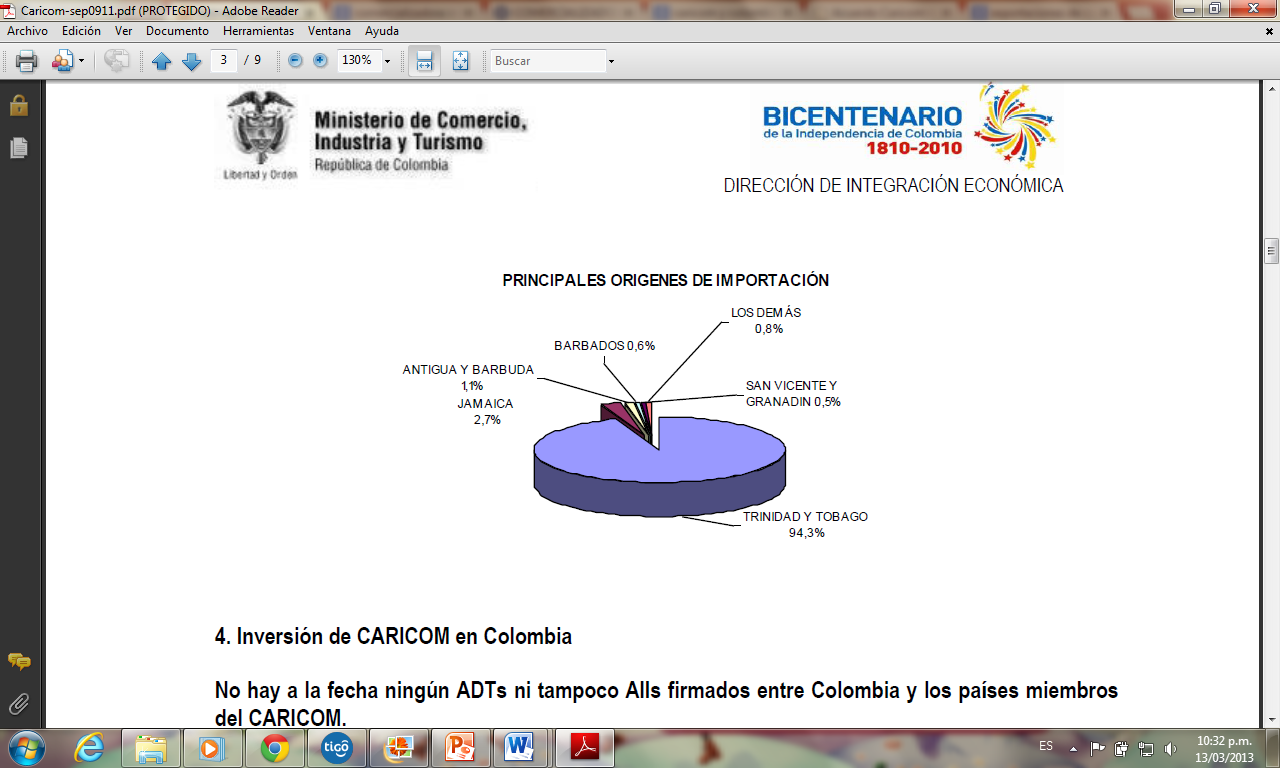 Caricom-sep0911.pdf (PROTEGIDO) - Adobe Reader
Archivo Edición Ver Documento Herramientas Ventana Ayuda
3 / 9 130% Buscar
Ministerio de Comercio,
Industria y Turismo
República de Colombia
Libertad y Orden
BICENTENARIO
de la Independencia de Colombia
1810-2010
DIRECCIÓN DE INTEGRACIÓN ECONÓMICA
PRINCIPALES ORIGENES DE IMPORTACIÓN
LOS DEMÁS
0,8%
BARBADOS 0,6%
ANTIGUA Y BARBUDA
1,1%
JAMAICA
2,7%
SAN VICENTE Y
GRANADIN 0,5%
TRINIDAD Y TOBAGO
94,3%
4. Inversión de CARICOM en Colombia
No hay a la fecha ningún ADTs ni tampoco AIIs firmados entre Colombia y los países miembros
del CARICOM.
tigo
ES
10:32 p.m.
13/03/2013